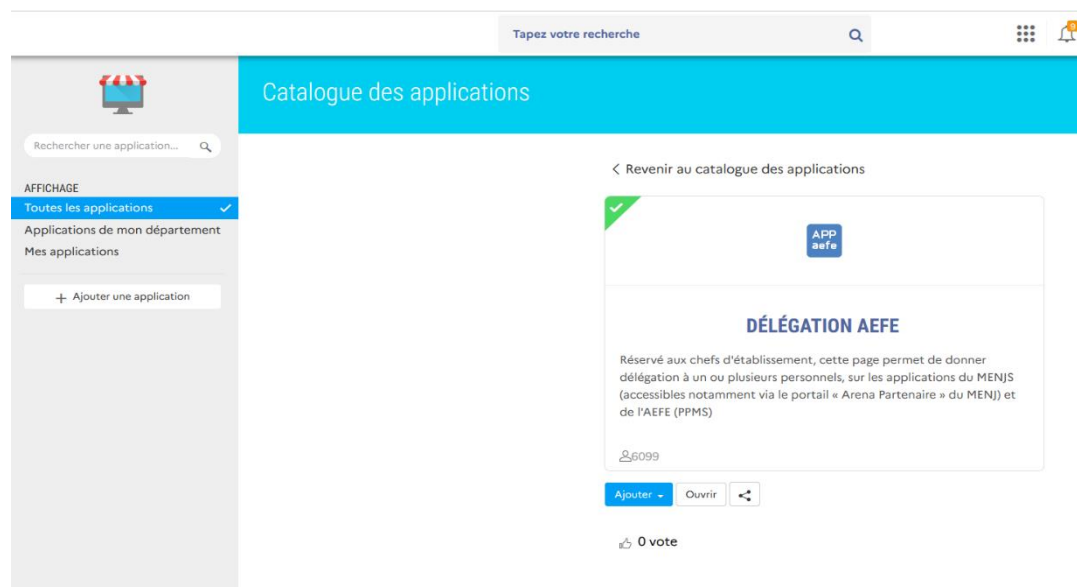 Tapez votre recherche
9
Catalogue des applications
Rechercher une application...
AFFICHAGE
Toutes les applications
Applications de mon département
Mes applications
+ Ajouter une application
< Revenir au catalogue des applications
APP
aefe
DÉLÉGATION AEFE
Réservé aux chefs d'établissement, cette page permet de donner
délégation à un ou plusieurs personnels, sur les applications du MENJS
(accessibles notamment via le portail « Arena Partenaire » du MENJ) et
de l'AEFE (PPMS)
6099
Ajouter
Ouvrir
0 vote